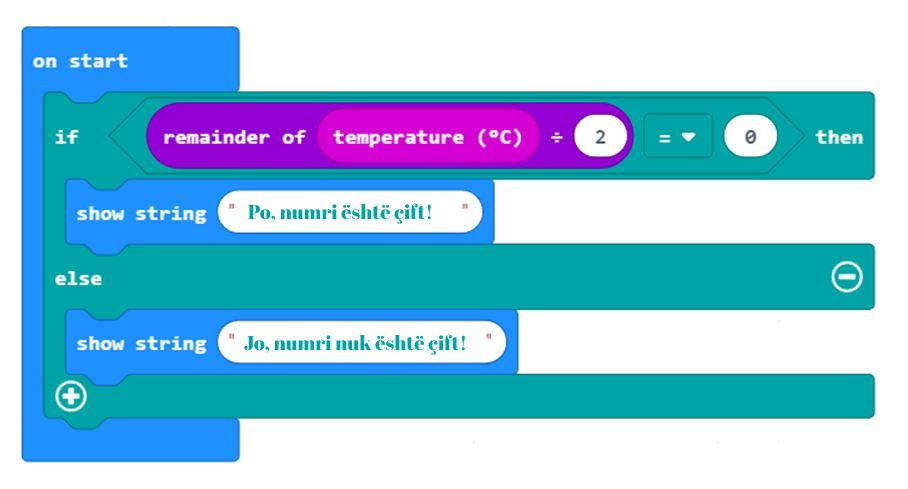 on start
if remainder of temperature (°C) ÷ 2 = 0 then
show string " Po, numri është çift! "
else
show string " Jo, numri nuk është çift! "